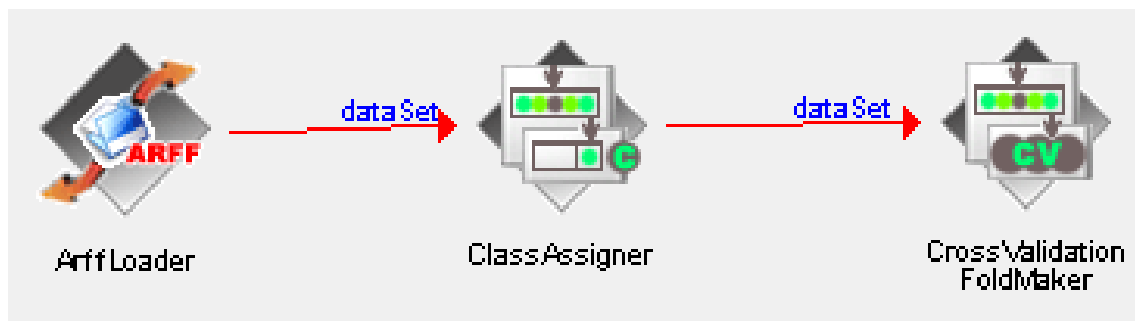 ARFF
dataSet
dataSet
C
CV
ArffLoader
ClassAssigner
CrossValidation
FoldMaker